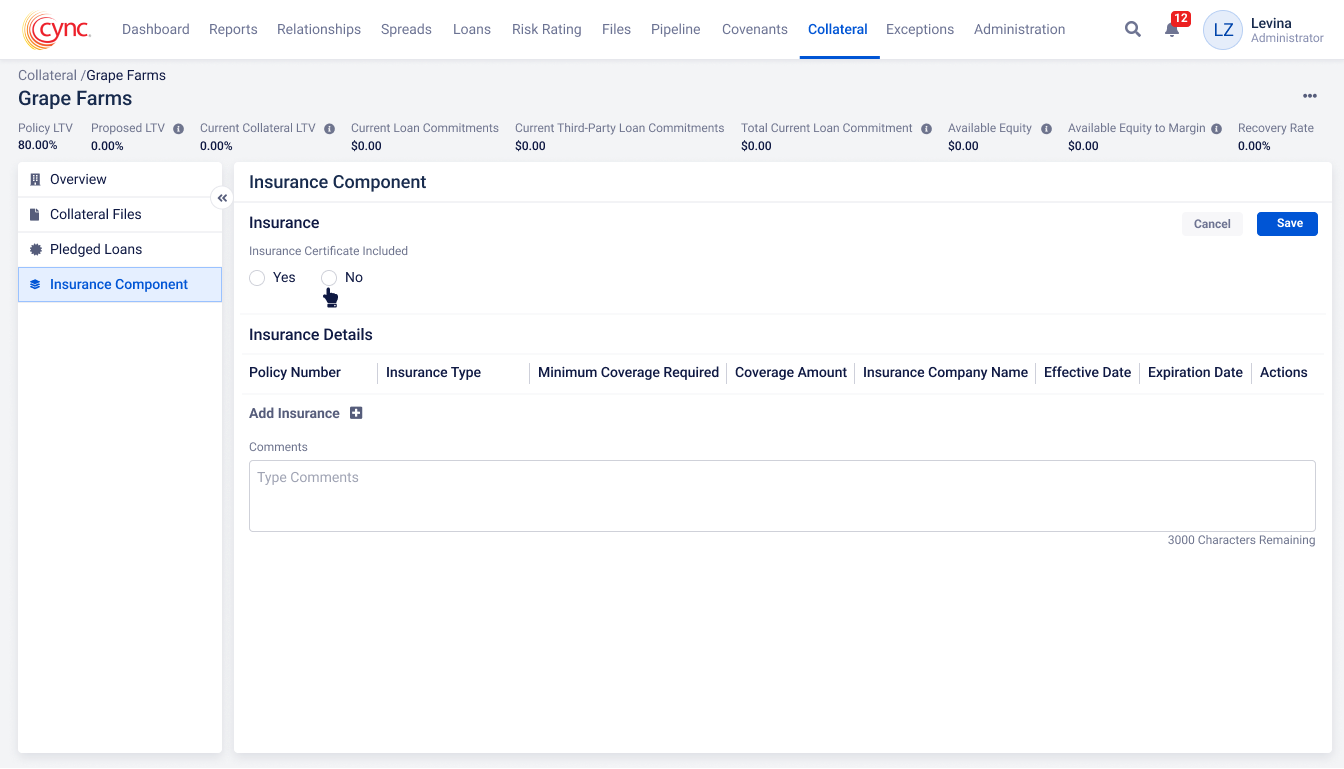 cync Dashboard Reports Relationships Spreads Loans Risk Rating Files Pipeline Covenants Collateral Exceptions Administration 12 LZ Levina
Administrator
Collateral /Grape Farms
Grape Farms
Policy LTV Proposed LTV Current Collateral LTV Current Loan Commitments Current Third-Party Loan Commitments Total Current Loan Commitment Available Equity Available Equity to Margin Recovery Rate
80.00% 0.00% 0.00% $0.00 $0.00 $0.00 $0.00 $0.00 0.00%
Overview
Collateral Files
Pledged Loans
Insurance Component
Insurance Component
Insurance Cancel Save
Insurance Certificate Included
Yes No
Insurance Details
Policy Number Insurance Type Minimum Coverage Required Coverage Amount Insurance Company Name Effective Date Expiration Date Actions
Add Insurance
Comments
Type Comments
3000 Characters Remaining